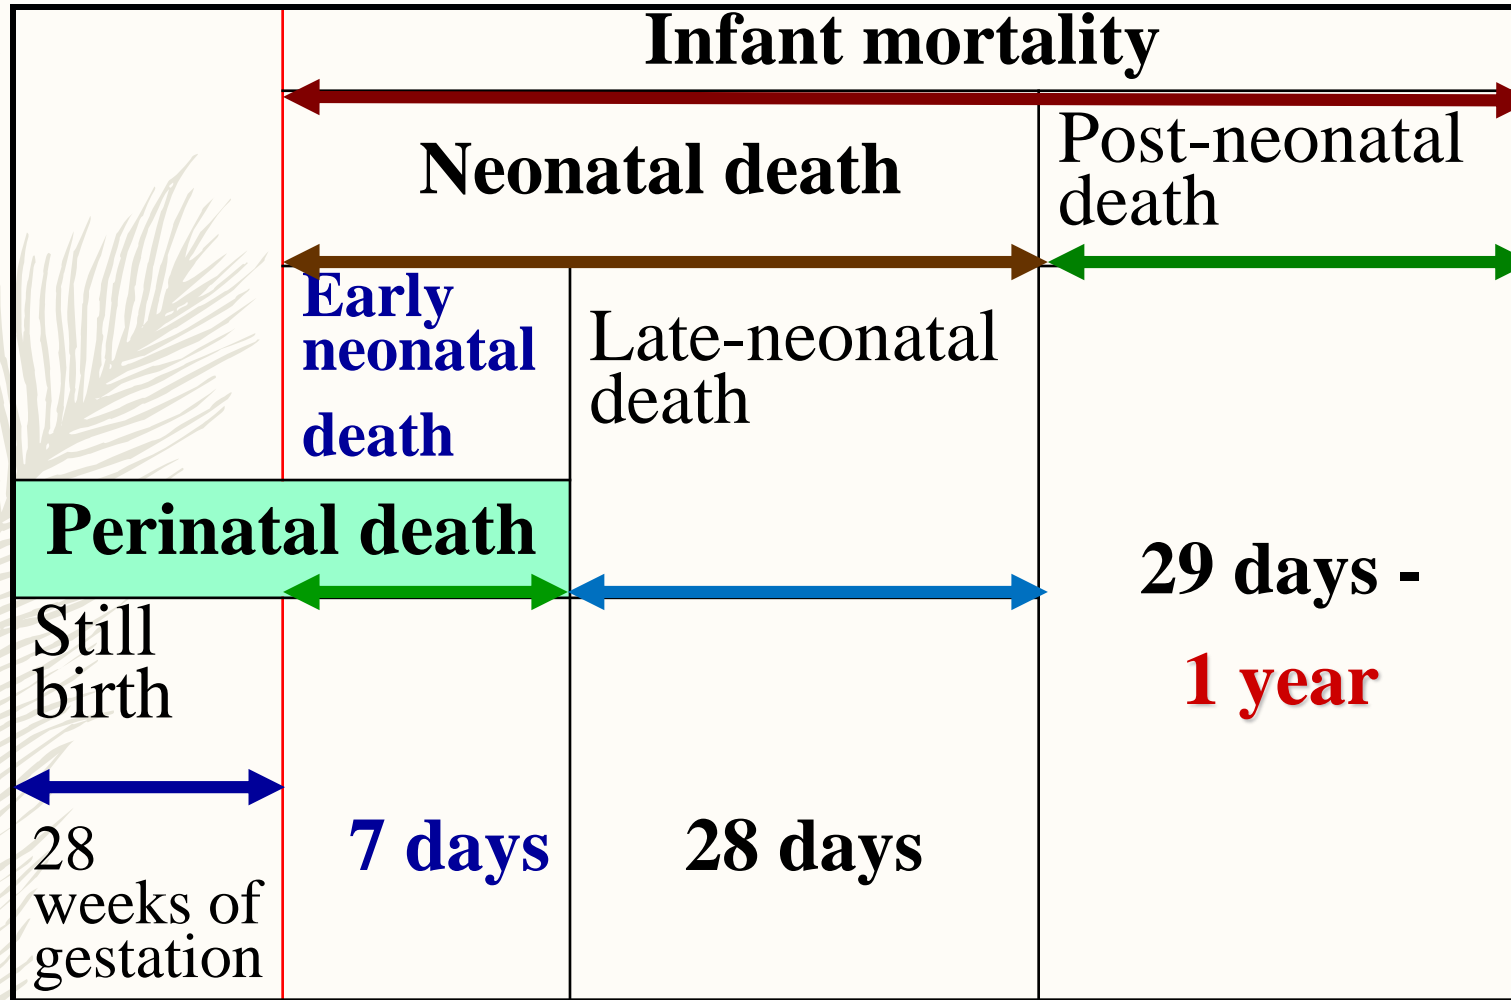 Infant mortality
Neonatal death
Post-neonatal
death
Early
neonatal
death
Late-neonatal
death
Perinatal death
Still
birth
29 days -
1 year
28
weeks of
gestation
7 days
28 days